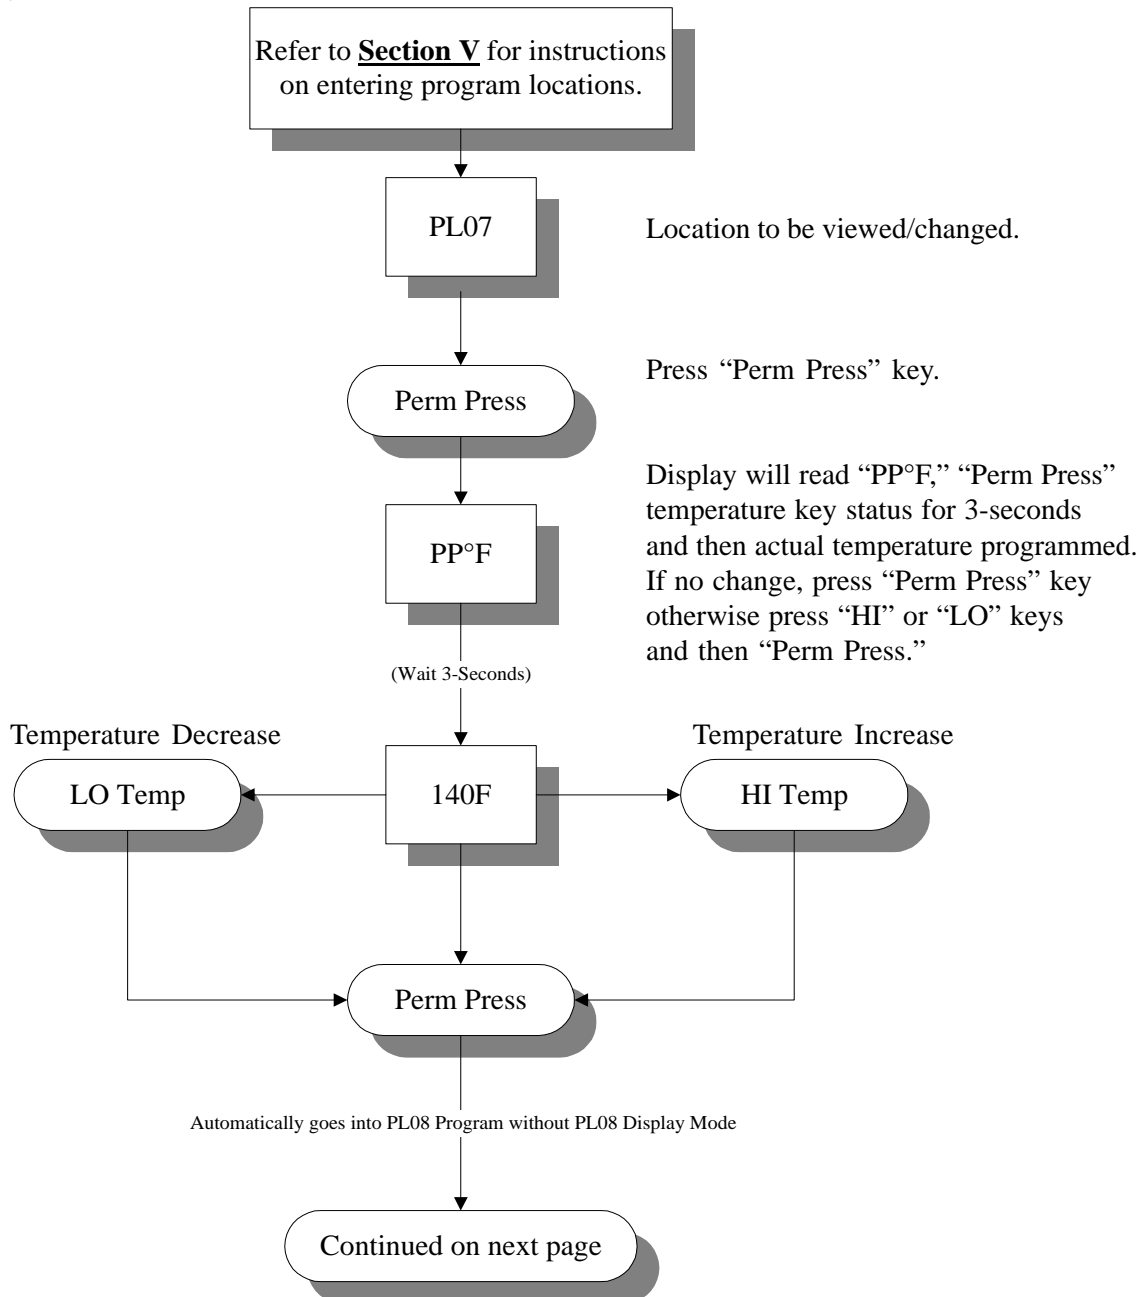 Refer to Section V for instructions
on entering program locations.
PL07
Location to be viewed/changed.
Press “Perm Press” key.
Perm Press
Display will read “PP°F,” “Perm Press”
temperature key status for 3-seconds
and then actual temperature programmed.
If no change, press “Perm Press” key
otherwise press “HI” or “LO” keys
and then “Perm Press.”
PP°F
(Wait 3-Seconds)
Temperature Decrease
Temperature Increase
LO Temp
140F
HI Temp
Perm Press
Automatically goes into PL08 Program without PL08 Display Mode
Continued on next page